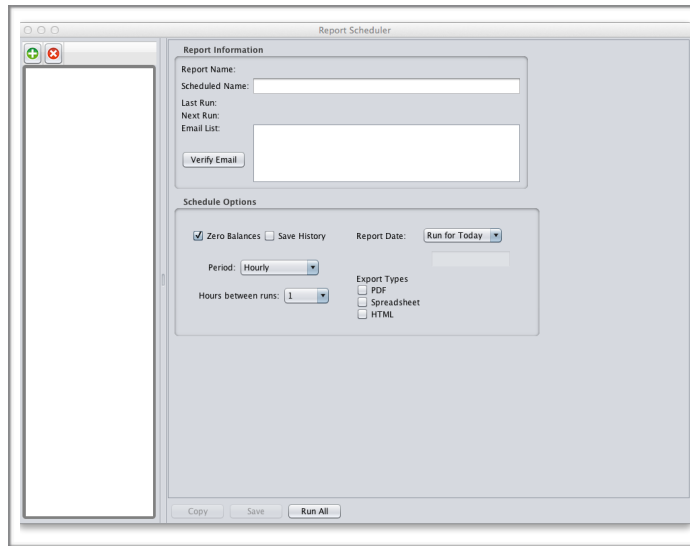 Report Scheduler
Report Information
Report Name:
Scheduled Name:
Last Run:
Next Run:
Email List:
Verify Email
Schedule Options
Zero Balances Save History Report Date: Run for Today
Period: Hourly
Export Types
PDF
Hours between runs: 1
Spreadsheet
HTML
Copy Save Run All